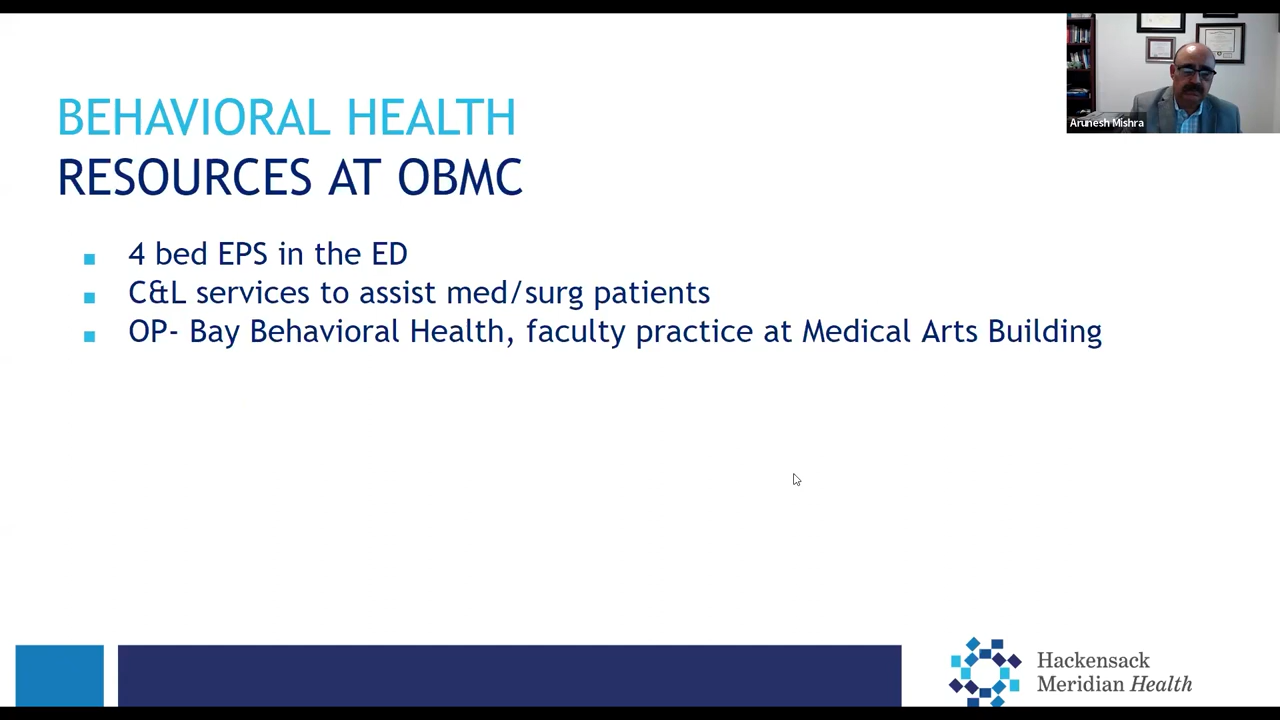 Arunesh Mishra
BEHAVIORAL HEALTH
RESOURCES AT OBMC
4 bed EPS in the ED
C&L services to assist med/surg patients
OP- Bay Behavioral Health, faculty practice at Medical Arts Building
Hackensack
Meridian Health